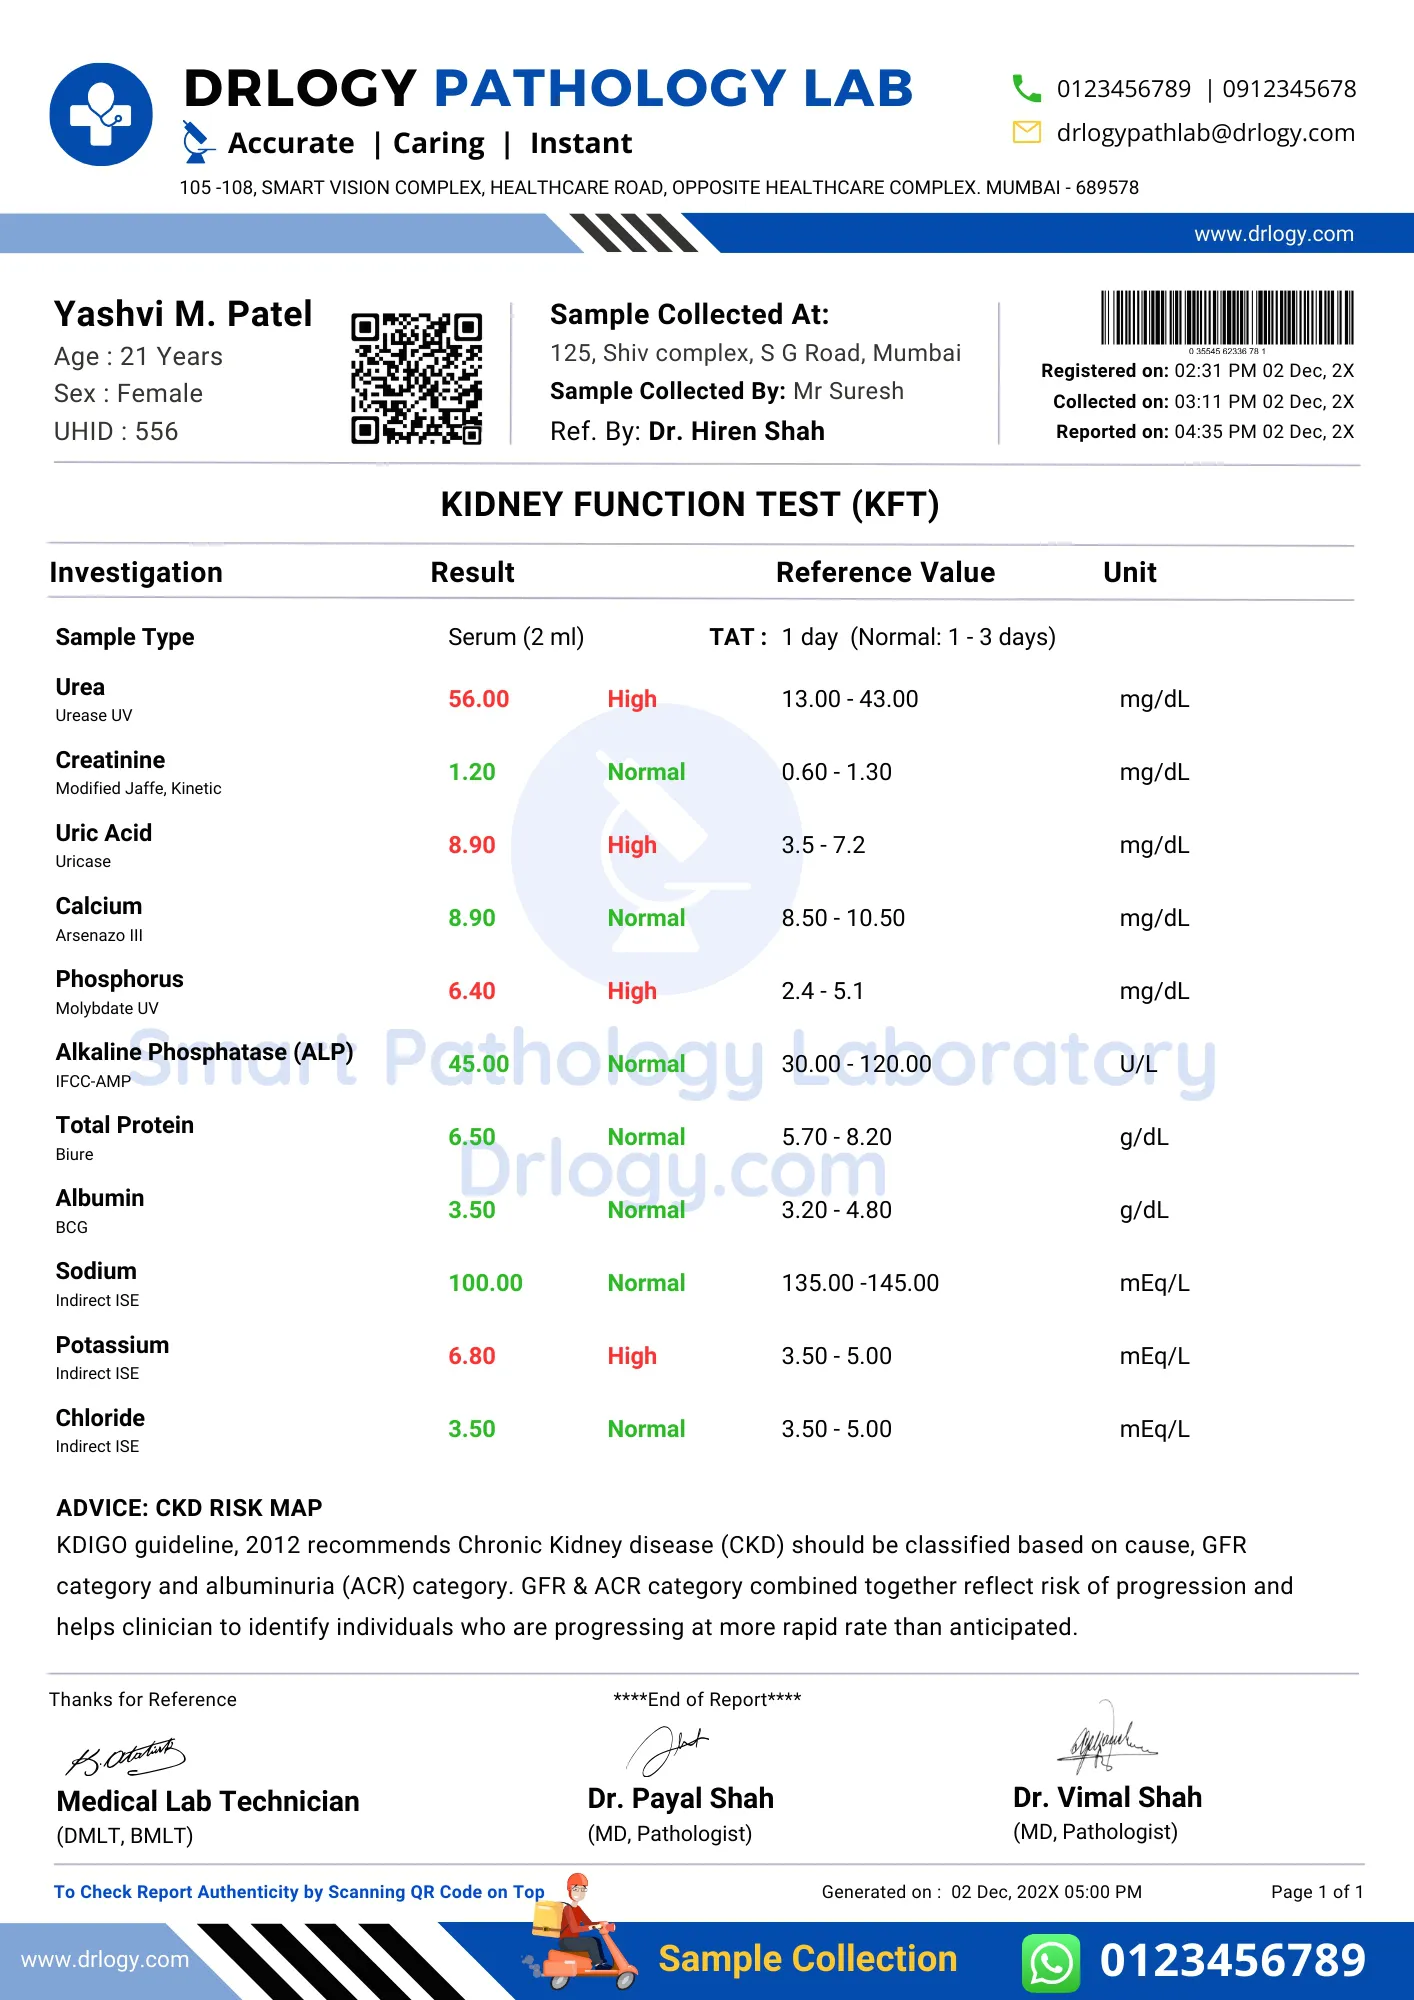 DRLOGY PATHOLOGY LAB
Accurate | Caring | Instant
0123456789 | 0912345678
drlogypathlab@drlogy.com
105 -108, SMART VISION COMPLEX, HEALTHCARE ROAD, OPPOSITE HEALTHCARE COMPLEX. MUMBAI - 689578
www.drlogy.com
Yashvi M. Patel
Age : 21 Years
Sex : Female
UHID : 556
Sample Collected At:
125, Shiv complex, S G Road, Mumbai
Sample Collected By: Mr Suresh
Ref. By: Dr. Hiren Shah
0 35545 62336 78 1
Registered on: 02:31 PM 02 Dec, 2X
Collected on: 03:11 PM 02 Dec, 2X
Reported on: 04:35 PM 02 Dec, 2X
KIDNEY FUNCTION TEST (KFT)
Investigation Result Reference Value Unit
Sample Type Serum (2 ml) TAT : 1 day (Normal: 1 - 3 days)
Urea 56.00 High 13.00 - 43.00 mg/dL
Urease UV
Creatinine 1.20 Normal 0.60 - 1.30 mg/dL
Modified Jaffe, Kinetic
Uric Acid 8.90 High 3.5 - 7.2 mg/dL
Uricase
Calcium 8.90 Normal 8.50 - 10.50 mg/dL
Arsenazo III
Phosphorus 6.40 High 2.4 - 5.1 mg/dL
Molybdate UV
Smart Pathology Laboratory
Alkaline Phosphatase (ALP) 45.00 Normal 30.00 - 120.00 U/L
IFCC-AMP
Total Protein 6.50 Normal 5.70 - 8.20 g/dL
Biure
Drlogy.com
Albumin 3.50 Normal 3.20 - 4.80 g/dL
BCG
Sodium 100.00 Normal 135.00 -145.00 mEq/L
Indirect ISE
Potassium 6.80 High 3.50 - 5.00 mEq/L
Indirect ISE
Chloride 3.50 Normal 3.50 - 5.00 mEq/L
Indirect ISE
ADVICE: CKD RISK MAP
KDIGO guideline, 2012 recommends Chronic Kidney disease (CKD) should be classified based on cause, GFR
category and albuminuria (ACR) category. GFR & ACR category combined together reflect risk of progression and
helps clinician to identify individuals who are progressing at more rapid rate than anticipated.
Thanks for Reference ****End of Report****
Medical Lab Technician
(DMLT, BMLT)
Dr. Payal Shah
(MD, Pathologist)
Dr. Vimal Shah
(MD, Pathologist)
To Check Report Authenticity by Scanning QR Code on Top
Generated on : 02 Dec, 202X 05:00 PM
Page 1 of 1
www.drlogy.com
Sample Collection
0123456789